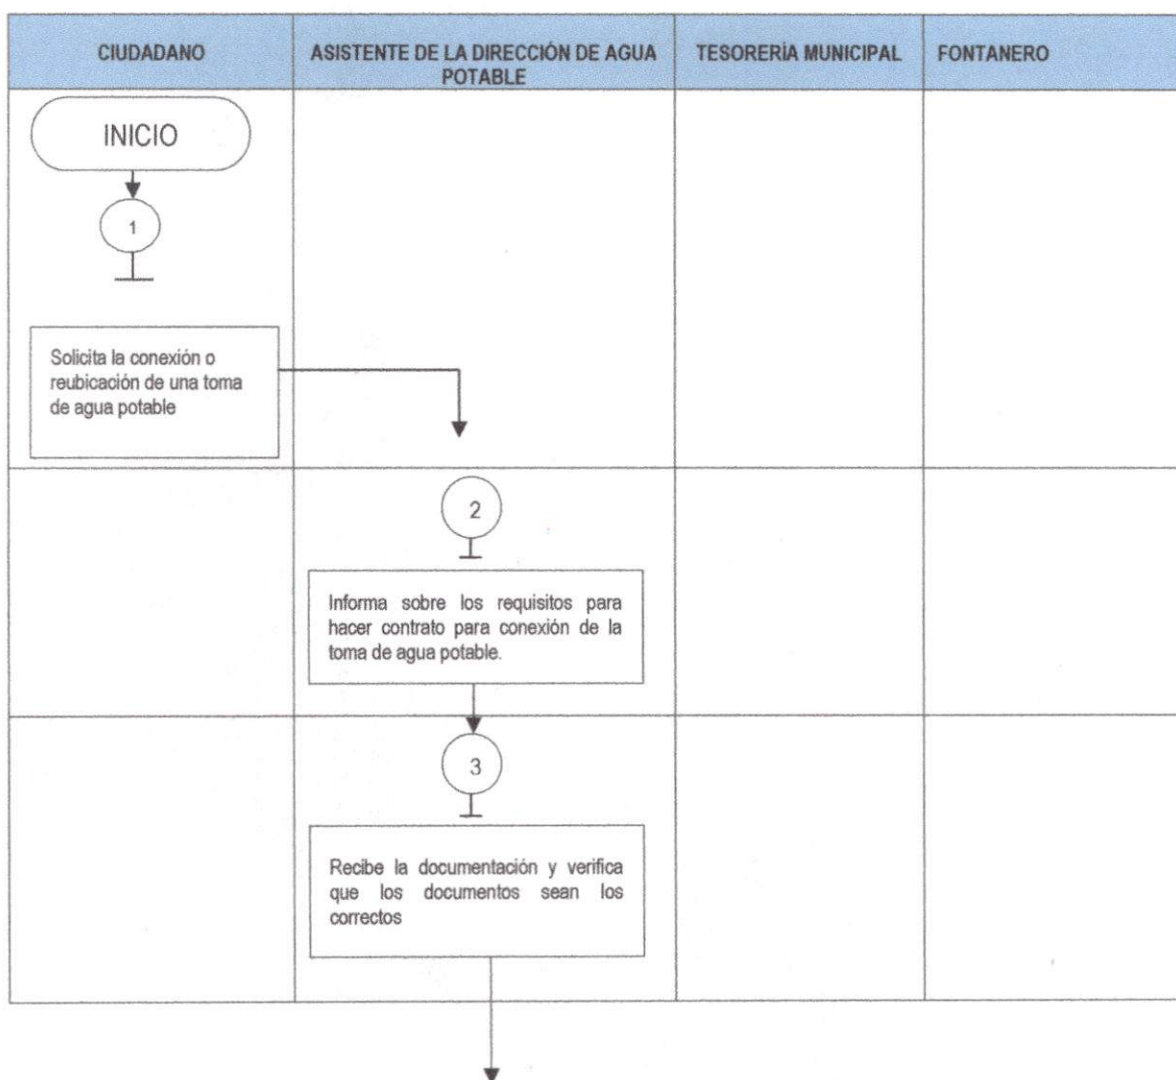 CIUDADANO
ASISTENTE DE LA DIRECCIÓN DE AGUA
POTABLE
TESORERÍA MUNICIPAL
FONTANERO
INICIO
1
Solicita la conexión o
reubicación de una toma
de agua potable
2
Informa sobre los requisitos para
hacer contrato para conexión de la
toma de agua potable.
3
Recibe la documentación y verifica
que los documentos sean los
correctos